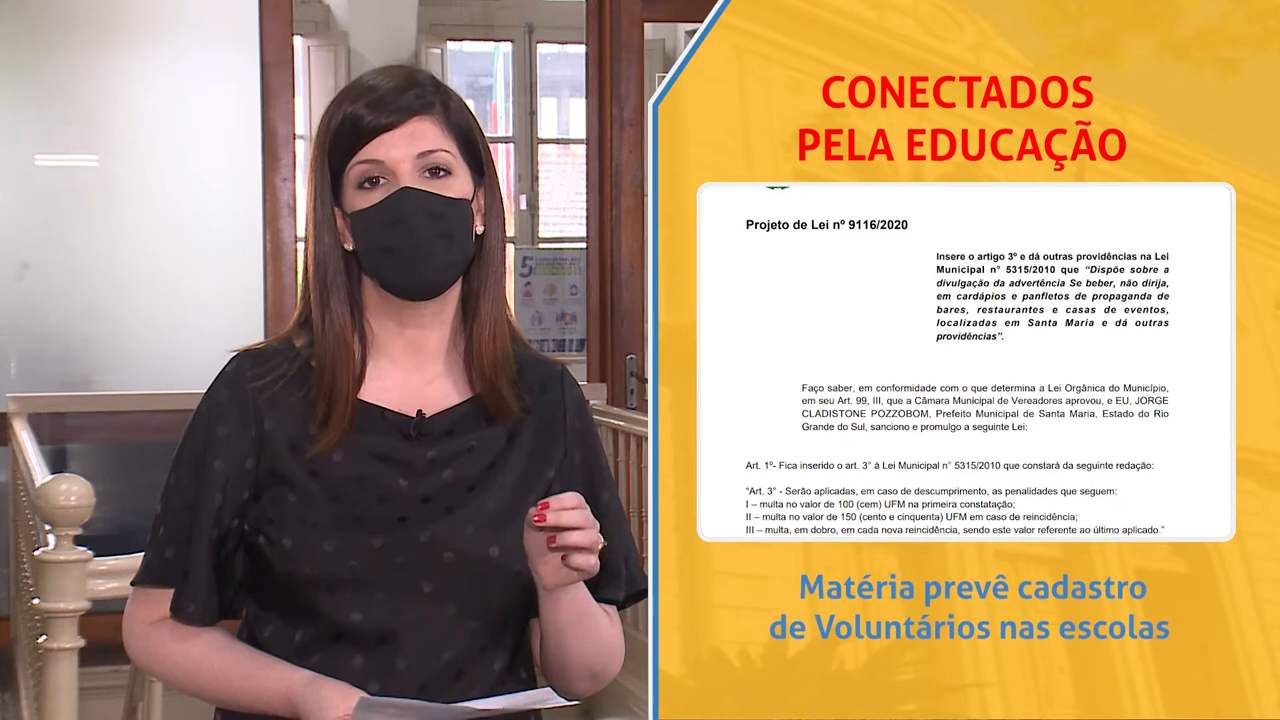 CONECTADOS
PELA EDUCAÇÃO
Projeto de Lei nº 9116/2020
Insere o artigo 3º e dá outras providências na Lei
Municipal n° 5315/2010 que “Dispõe sobre a
divulgação da advertência Se beber, não dirija,
em cardápios e panfletos de propaganda de
bares, restaurantes e casas de eventos,
localizadas em Santa Maria e dá outras
providências”.
Faço saber, em conformidade com o que determina a Lei Orgânica do Município,
em seu Art. 99, III, que a Câmara Municipal de Vereadores aprovou, e EU, JORGE
CLADISTONE POZZOBOM, Prefeito Municipal de Santa Maria, Estado do Rio
Grande do Sul, sanciono e promulgo a seguinte Lei:
Art. 1º- Fica inserido o art. 3° à Lei Municipal n° 5315/2010 que constará da seguinte redação:
“Art. 3° - Serão aplicadas, em caso de descumprimento, as penalidades que seguem:
I – multa no valor de 100 (cem) UFM na primeira constatação;
II – multa no valor de 150 (cento e cinquenta) UFM em caso de reincidência;
III – multa, em dobro, em cada nova reincidência, sendo este valor referente ao último aplicado.”
Matéria prevê cadastro
de Voluntários nas escolas
5